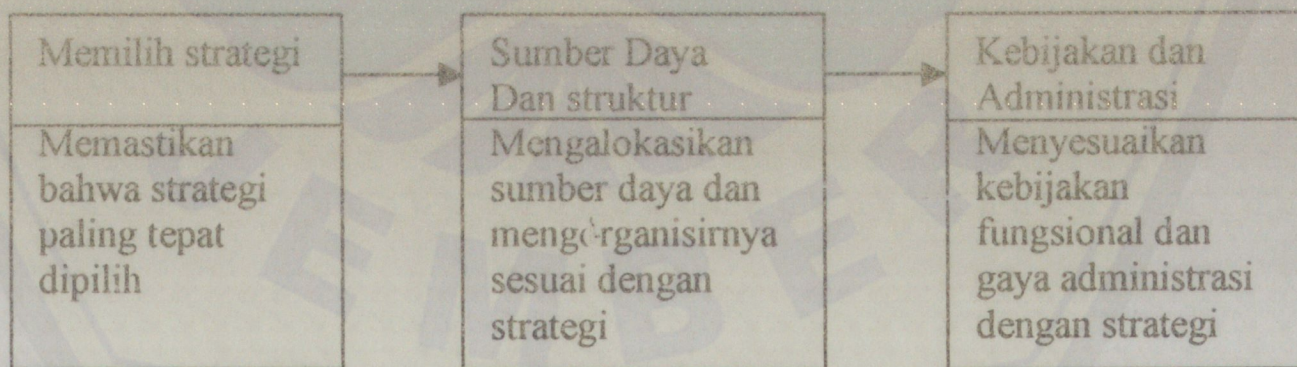 Memilih strategi
Memastikan
bahwa strategi
paling tepat
dipilih
Sumber Daya
Dan struktur
Mengalokasikan
sumber daya dan
mengorganisirnya
sesuai dengan
strategi
Kebijakan dan
Administrasi
Menyesuaikan
kebijakan
fungsional dan
gaya administrasi
dengan strategi